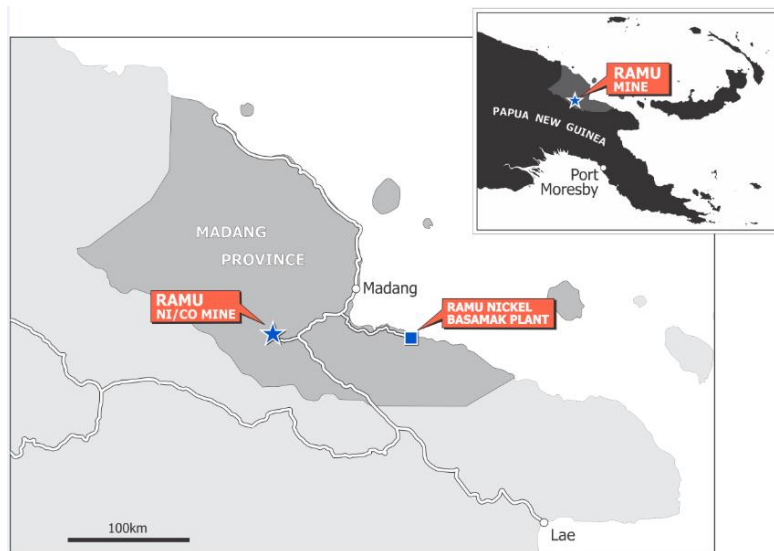 RAMU
MINE
PAPUA NEW GUINEA
Port
Moresby
MADANG
PROVINCE
Madang
RAMU
NI/CO MINE
RAMU NICKEL
BASAMAK PLANT
100km
Lae